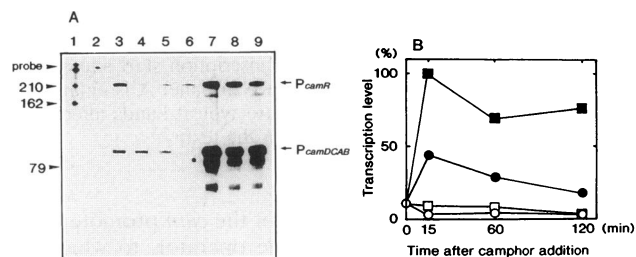 A
1 2 3 4 5 6 7 8 9
probe
210
162
79
PcamR
PcamDCAB
B
(%)
100
50
0
Transcription level
0 15 60 120 (min)
Time after camphor addition